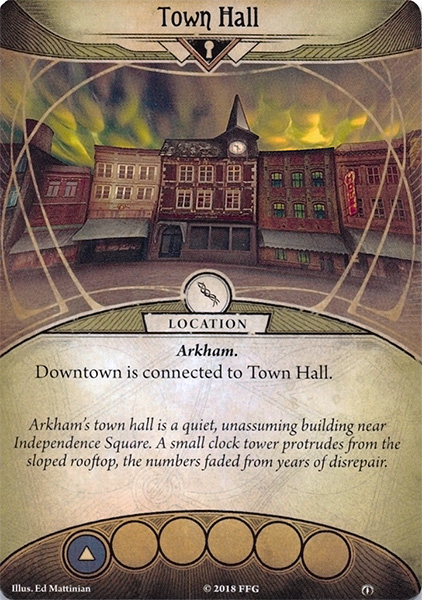 Town Hall
LOCATION
Arkham.
Downtown is connected to Town Hall.
Arkham's town hall is a quiet, unassuming building near
Independence Square. A small clock tower protrudes from the
sloped rooftop, the numbers faded from years of disrepair.
Illus. Ed Mattinian
© 2018 FFG